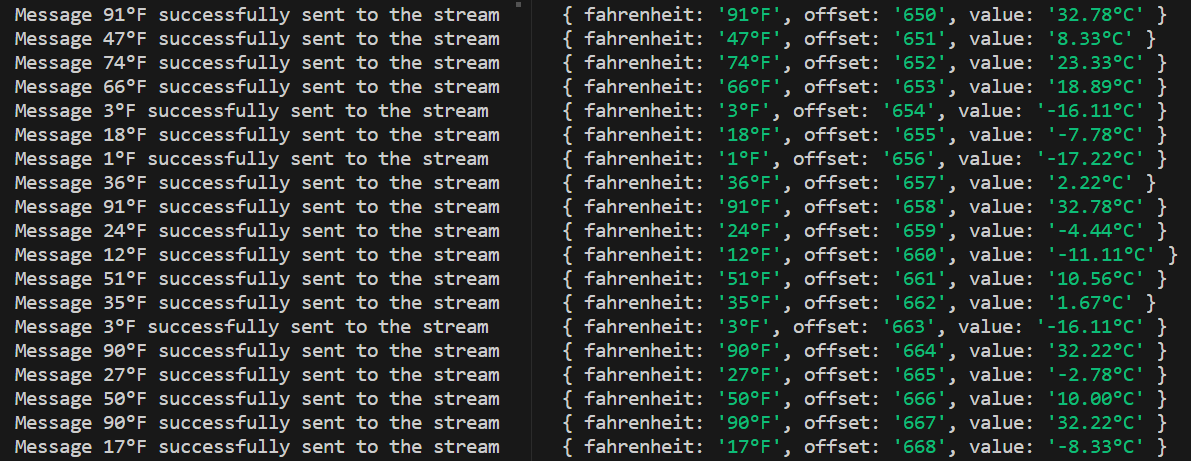 Message 91°F successfully sent to the stream
Message 47°F successfully sent to the stream
Message 74°F successfully sent to the stream
Message 66°F successfully sent to the stream
Message 3°F successfully sent to the stream
Message 18°F successfully sent to the stream
Message 1°F successfully sent to the stream
Message 36°F successfully sent to the stream
Message 91°F successfully sent to the stream
Message 24°F successfully sent to the stream
Message 12°F successfully sent to the stream
Message 51°F successfully sent to the stream
Message 35°F successfully sent to the stream
Message 3°F successfully sent to the stream
Message 90°F successfully sent to the stream
Message 27°F successfully sent to the stream
Message 50°F successfully sent to the stream
Message 90°F successfully sent to the stream
Message 17°F successfully sent to the stream
{ fahrenheit: '91°F', offset: '650', value: '32.78°C' }
{ fahrenheit: '47°F', offset: '651', value: '8.33°C' }
{ fahrenheit: '74°F', offset: '652', value: '23.33°C' }
{ fahrenheit: '66°F', offset: '653', value: '18.89°C' }
{ fahrenheit: '3°F', offset: '654', value: '-16.11°C' }
{ fahrenheit: '18°F', offset: '655', value: '-7.78°C' }
{ fahrenheit: '1°F', offset: '656', value: '-17.22°C' }
{ fahrenheit: '36°F', offset: '657', value: '2.22°C' }
{ fahrenheit: '91°F', offset: '658', value: '32.78°C' }
{ fahrenheit: '24°F', offset: '659', value: '-4.44°C' }
{ fahrenheit: '12°F', offset: '660', value: '-11.11°C' }
{ fahrenheit: '51°F', offset: '661', value: '10.56°C' }
{ fahrenheit: '35°F', offset: '662', value: '1.67°C' }
{ fahrenheit: '3°F', offset: '663', value: '-16.11°C' }
{ fahrenheit: '90°F', offset: '664', value: '32.22°C' }
{ fahrenheit: '27°F', offset: '665', value: '-2.78°C' }
{ fahrenheit: '50°F', offset: '666', value: '10.00°C' }
{ fahrenheit: '90°F', offset: '667', value: '32.22°C' }
{ fahrenheit: '17°F', offset: '668', value: '-8.33°C' }